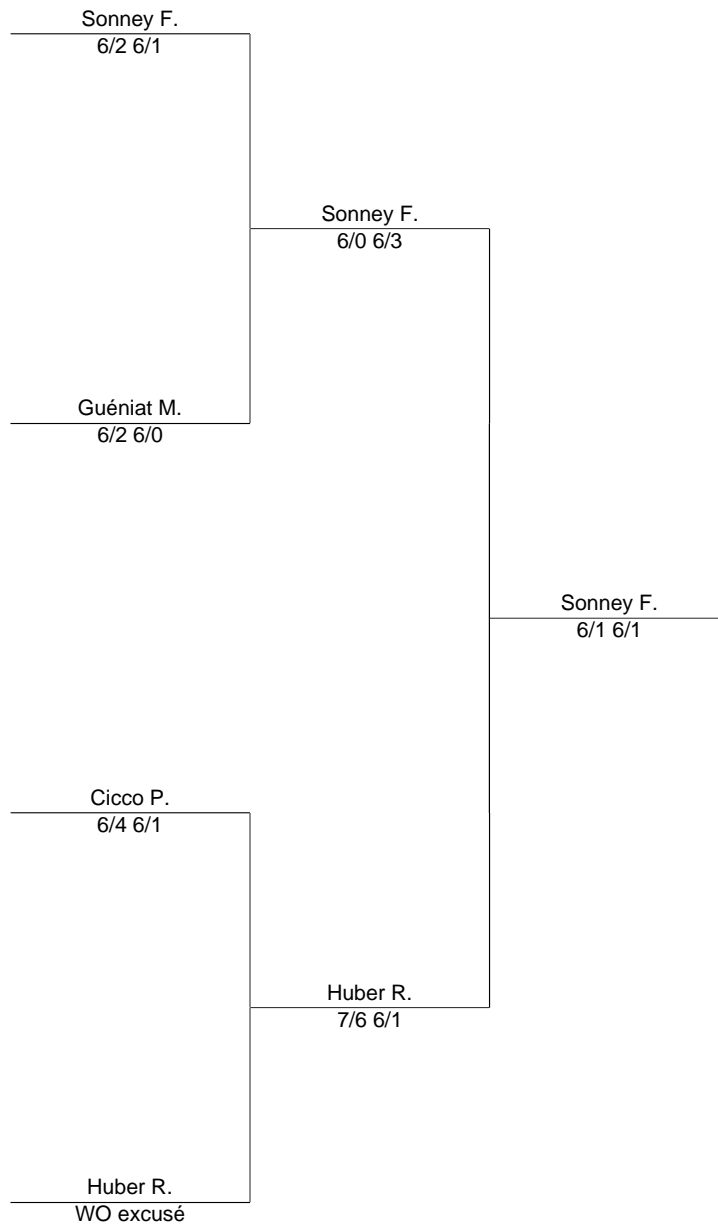 Sonney F.
6/2 6/1
Sonney F.
6/0 6/3
Guéniat M.
6/2 6/0
Sonney F.
6/1 6/1
Cicco P.
6/4 6/1
Huber R.
7/6 6/1
Huber R.
WO excusé